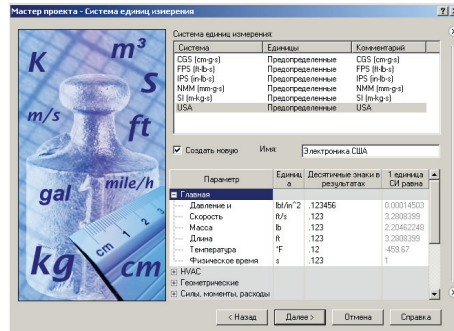 Мастер проекта - Система единиц измерения
K
m³
S
m/s
ft
gal
mile/h
cm 1 2 3
kg
cm
Система единиц измерения:
Система Единицы Комментарий
CGS (cm-g-s) Предопределенные CGS (cm-g-s)
FPS (ft-lb-s) Предопределенные FPS (ft-lb-s)
IPS (in-lb-s) Предопределенные IPS (in-lb-s)
NMM (mm-g-s) Предопределенные NMM (mm-g-s)
SI (m-kg-s) Предопределенные SI (m-kg-s)
USA Предопределенные USA
Создать новую Имя: Электроника США
Параметр Единиц Десятичные знаки в 1 единица
а результатах СИ равна
Главная
Давление и lbf/in^2 .123456 0.00014503
Скорость ft/s .123 3.2808399
Масса lb .123 2.20462248
Длина ft .123 3.2808399
Температура °F .12 -459.67
Физическое время s .123 1
HVAC
Геометрические
Силы, моменты, расходы
< Назад Далее > Отмена Справка